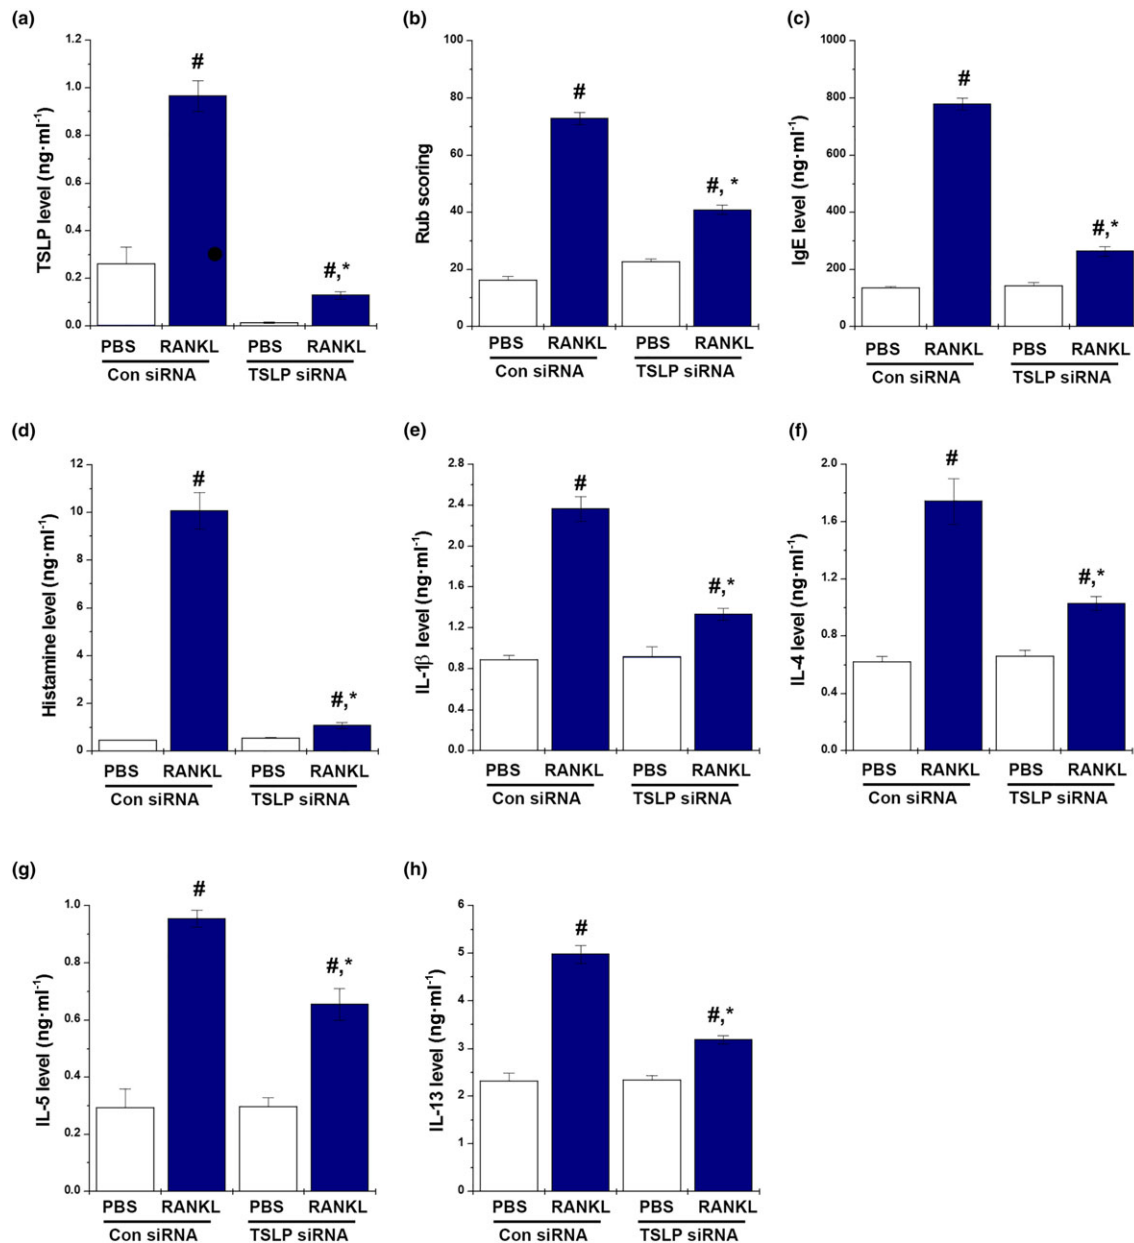 (a)
TSLP level (ng·ml-1)
1.2
1.0
0.8
0.6
0.4
0.2
0.0
#
#,*
PBS RANKL PBS RANKL
Con siRNA TSLP siRNA
(b)
Rub scoring
100
80
60
40
20
0
#
#, *
PBS RANKL PBS RANKL
Con siRNA TSLP siRNA
(c)
IgE level (ng·ml-1)
1000
800
600
400
200
0
#
#,*
PBS RANKL PBS RANKL
Con siRNA TSLP siRNA
(d)
Histamine level (ng·ml-1)
12
10
8
6
4
2
0
#
#,*
PBS RANKL PBS RANKL
Con siRNA TSLP siRNA
(e)
IL-1β level (ng·ml-1)
2.8
2.4
2.0
1.6
1.2
0.8
0.4
0.0
#
#,*
PBS RANKL PBS RANKL
Con siRNA TSLP siRNA
(f)
IL-4 level (ng·ml-1)
2.0
1.6
1.2
0.8
0.4
0.0
#
#,*
PBS RANKL PBS RANKL
Con siRNA TSLP siRNA
(g)
IL-5 level (ng·ml-1)
1.0
0.8
0.6
0.4
0.2
0.0
#
#,*
PBS RANKL PBS RANKL
Con siRNA TSLP siRNA
(h)
IL-13 level (ng·ml-1)
6
5
4
3
2
1
0
#
#,*
PBS RANKL PBS RANKL
Con siRNA TSLP siRNA